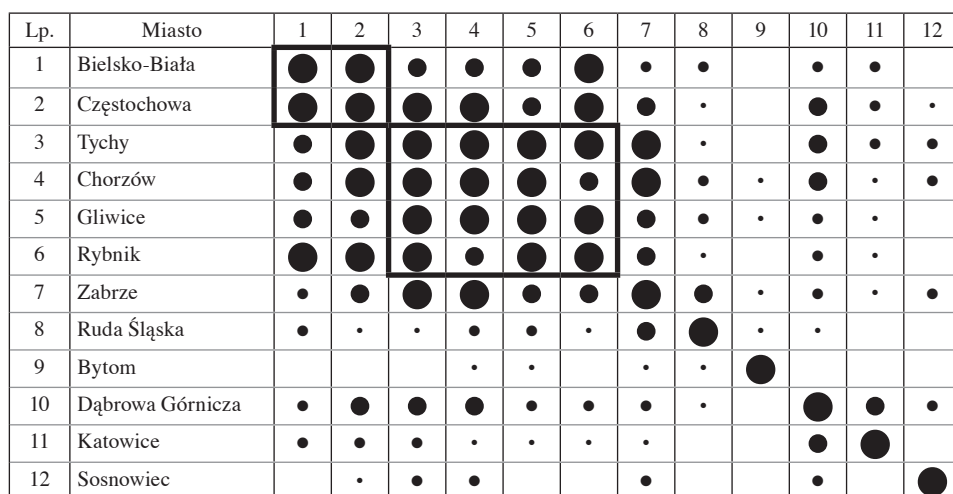 Lp. Miasto 1 2 3 4 5 6 7 8 9 10 11 12
1 Bielsko-Biała
2 Częstochowa
3 Tychy
4 Chorzów
5 Gliwice
6 Rybnik
7 Zabrze
8 Ruda Śląska
9 Bytom
10 Dąbrowa Górnicza
11 Katowice
12 Sosnowiec